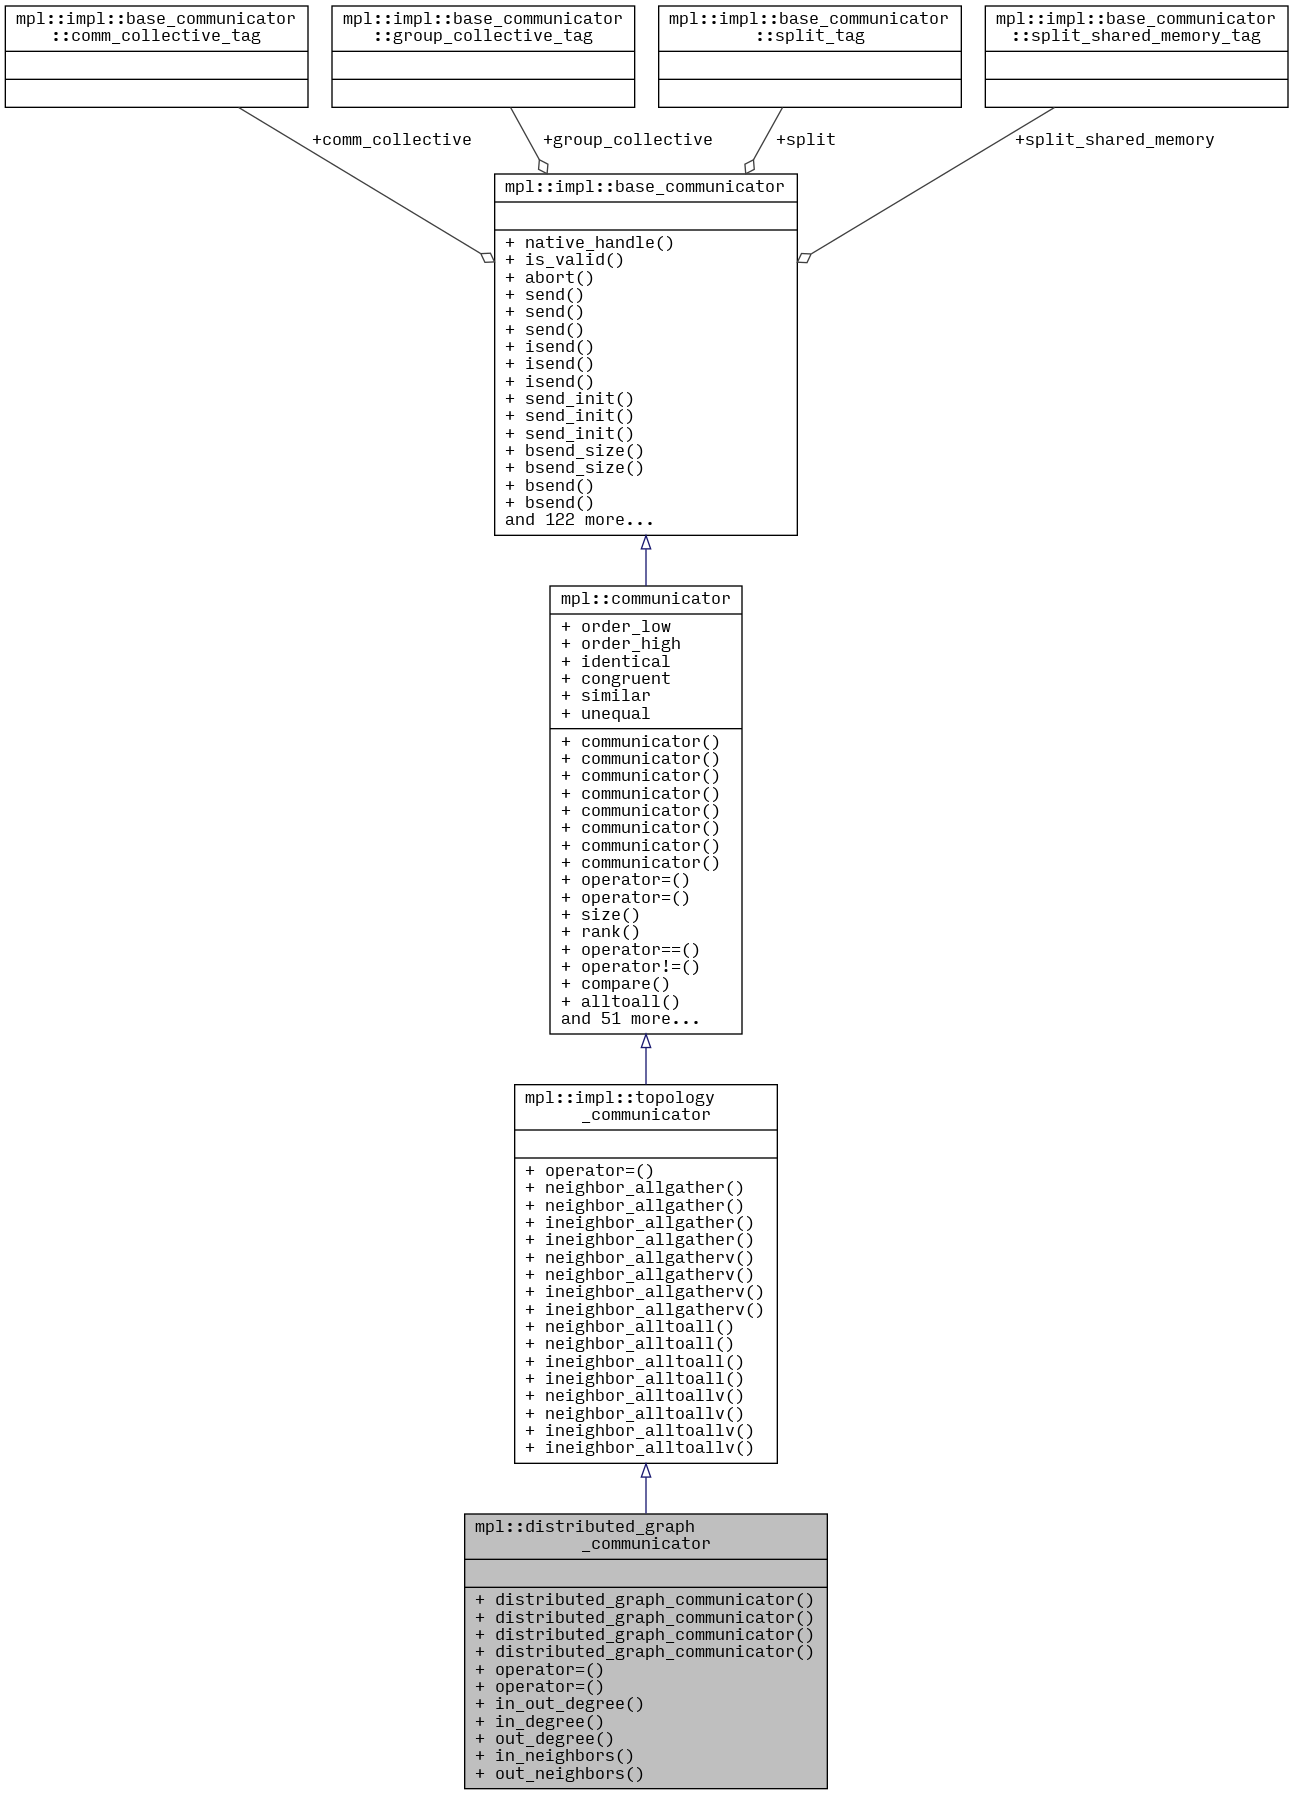 mpl::impl::base_communicator
::comm_collective_tag
mpl::impl::base_communicator
::group_collective_tag
mpl::impl::base_communicator
::split_tag
mpl::impl::base_communicator
::split_shared_memory_tag
+comm_collective
+group_collective
+split
+split_shared_memory
mpl::impl::base_communicator
+ native_handle()
+ is_valid()
+ abort()
+ send()
+ send()
+ send()
+ isend()
+ isend()
+ isend()
+ send_init()
+ send_init()
+ send_init()
+ bsend_size()
+ bsend_size()
+ bsend()
+ bsend()
and 122 more...
mpl::communicator
+ order_low
+ order_high
+ identical
+ congruent
+ similar
+ unequal
+ communicator()
+ communicator()
+ communicator()
+ communicator()
+ communicator()
+ communicator()
+ communicator()
+ communicator()
+ operator=()
+ operator=()
+ size()
+ rank()
+ operator==()
+ operator!=()
+ compare()
+ alltoall()
and 51 more...
mpl::impl::topology
_communicator
+ operator=()
+ neighbor_allgather()
+ neighbor_allgather()
+ ineighbor_allgather()
+ ineighbor_allgather()
+ neighbor_allgatherv()
+ neighbor_allgatherv()
+ ineighbor_allgatherv()
+ ineighbor_allgatherv()
+ neighbor_alltoall()
+ neighbor_alltoall()
+ ineighbor_alltoall()
+ ineighbor_alltoall()
+ neighbor_alltoallv()
+ neighbor_alltoallv()
+ ineighbor_alltoallv()
+ ineighbor_alltoallv()
mpl::distributed_graph
_communicator
+ distributed_graph_communicator()
+ distributed_graph_communicator()
+ distributed_graph_communicator()
+ distributed_graph_communicator()
+ operator=()
+ operator=()
+ in_out_degree()
+ in_degree()
+ out_degree()
+ in_neighbors()
+ out_neighbors()